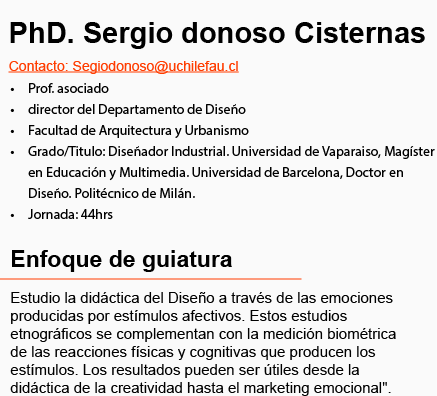 PhD. Sergio donoso Cisternas
Contacto: Segiodonoso@uchilefau.cl
• Prof. asociado
• director del Departamento de Diseño
• Facultad de Arquitectura y Urbanismo
• Grado/Titulo: Diseñador Industrial. Universidad de Vaparaiso, Magíster
en Educación y Multimedia. Universidad de Barcelona, Doctor en
Diseño. Politécnico de Milán.
• Jornada: 44hrs
Enfoque de guiatura
Estudio la didáctica del Diseño a través de las emociones
producidas por estímulos afectivos. Estos estudios
etnográficos se complementan con la medición biométrica
de las reacciones físicas y cognitivas que producen los
estímulos. Los resultados pueden ser útiles desde la
didáctica de la creatividad hasta el marketing emocional".